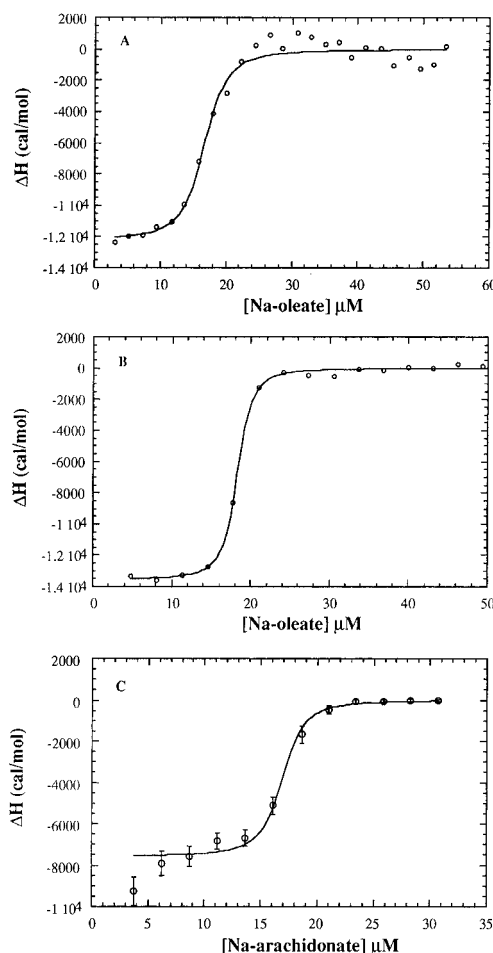 A
2000
0
-2000
-4000
-6000
-8000
-1 10⁴
-1.2 10⁴
-1.4 10⁴
ΔH (cal/mol)
0 10 20 30 40 50 60
[Na-oleate] μM
B
2000
0
-2000
-4000
-6000
-8000
-1 10⁴
-1.2 10⁴
-1.4 10⁴
ΔH (cal/mol)
0 10 20 30 40 50
[Na-oleate] μM
C
2000
0
-2000
-4000
-6000
-8000
-1 10⁴
ΔH (cal/mol)
0 5 10 15 20 25 30 35
[Na-arachidonate] μM